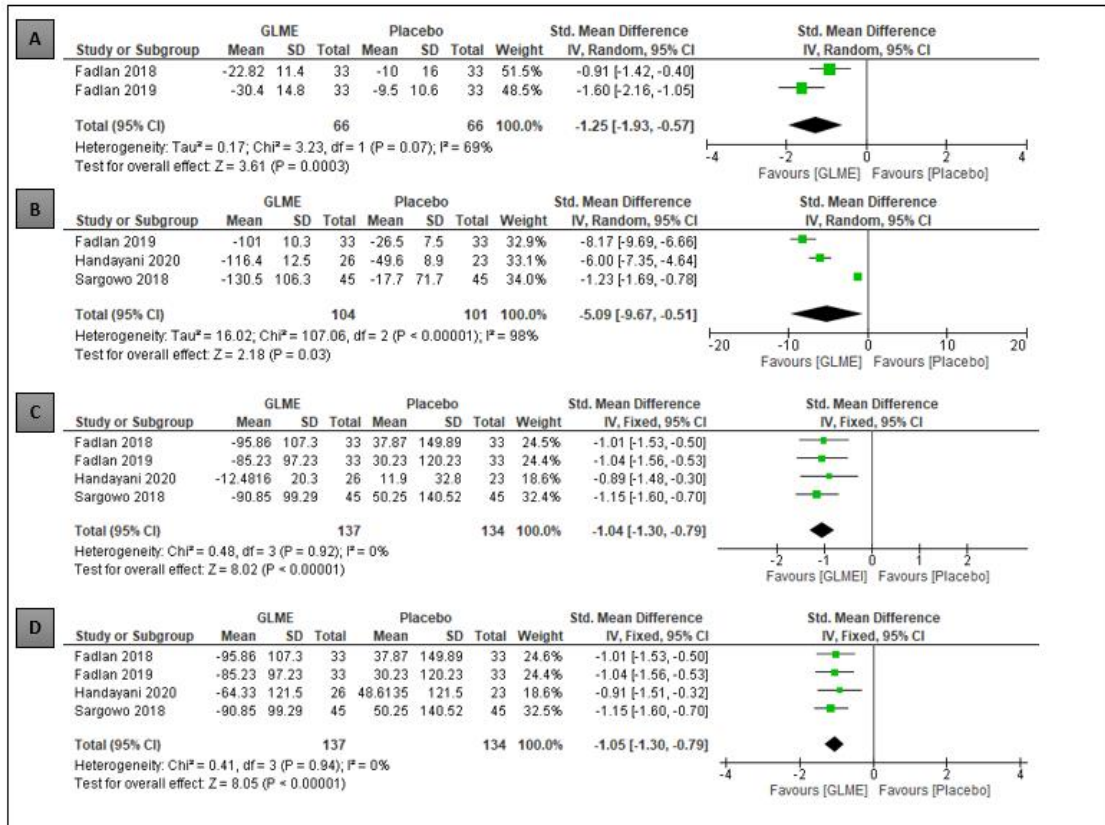 A
GLME Placebo Std. Mean Difference Std. Mean Difference
Study or Subgroup Mean SD Total Mean SD Total Weight IV, Random, 95% CI IV, Random, 95% CI
Fadlan 2018 -22.82 11.4 33 -10 16 33 51.5% -0.91 [-1.42, -0.40]
Fadlan 2019 -30.4 14.8 33 -9.5 10.6 33 48.5% -1.60 [-2.16, -1.05]
Total (95% CI) 66 66 100.0% -1.25 [-1.93, -0.57]
Heterogeneity: Tau² = 0.17; Chi² = 3.23, df = 1 (P = 0.07); I² = 69%
Test for overall effect: Z = 3.61 (P = 0.0003)
-4 -2 0 2 4
Favours [GLME] Favours [Placebo]
B
GLME Placebo Std. Mean Difference Std. Mean Difference
Study or Subgroup Mean SD Total Mean SD Total Weight IV, Random, 95% CI IV, Random, 95% CI
Fadlan 2019 -101 10.3 33 -26.5 7.5 33 32.9% -8.17 [-9.69, -6.66]
Handayani 2020 -116.4 12.5 26 -49.6 8.9 23 33.1% -6.00 [-7.35, -4.64]
Sargowo 2018 -130.5 106.3 45 -17.7 71.7 45 34.0% -1.23 [-1.69, -0.78]
Total (95% CI) 104 101 100.0% -5.09 [-9.67, -0.51]
Heterogeneity: Tau² = 16.02; Chi² = 107.06, df = 2 (P < 0.00001); I² = 98%
Test for overall effect: Z = 2.18 (P = 0.03)
-20 -10 0 10 20
Favours [GLME] Favours [Placebo]
C
GLME Placebo Std. Mean Difference Std. Mean Difference
Study or Subgroup Mean SD Total Mean SD Total Weight IV, Fixed, 95% CI IV, Fixed, 95% CI
Fadlan 2018 -95.86 107.3 33 37.87 149.89 33 24.5% -1.01 [-1.53, -0.50]
Fadlan 2019 -85.23 97.23 33 30.23 120.23 33 24.4% -1.04 [-1.56, -0.53]
Handayani 2020 -12.4816 20.3 26 11.9 32.8 23 18.6% -0.89 [-1.48, -0.30]
Sargowo 2018 -90.85 99.29 45 50.25 140.52 45 32.4% -1.15 [-1.60, -0.70]
Total (95% CI) 137 134 100.0% -1.04 [-1.30, -0.79]
Heterogeneity: Chi² = 0.48, df = 3 (P = 0.92); I² = 0%
Test for overall effect: Z = 8.02 (P < 0.00001)
-2 -1 0 1 2
Favours [GLMEI] Favours [Placebo]
D
GLME Placebo Std. Mean Difference Std. Mean Difference
Study or Subgroup Mean SD Total Mean SD Total Weight IV, Fixed, 95% CI IV, Fixed, 95% CI
Fadlan 2018 -95.86 107.3 33 37.87 149.89 33 24.6% -1.01 [-1.53, -0.50]
Fadlan 2019 -85.23 97.23 33 30.23 120.23 33 24.4% -1.04 [-1.56, -0.53]
Handayani 2020 -64.33 121.5 26 48.6135 121.5 23 18.6% -0.91 [-1.51, -0.32]
Sargowo 2018 -90.85 99.29 45 50.25 140.52 45 32.5% -1.15 [-1.60, -0.70]
Total (95% CI) 137 134 100.0% -1.05 [-1.30, -0.79]
Heterogeneity: Chi² = 0.41, df = 3 (P = 0.94); I² = 0%
Test for overall effect: Z = 8.05 (P < 0.00001)
-4 -2 0 2 4
Favours [GLME] Favours [Placebo]